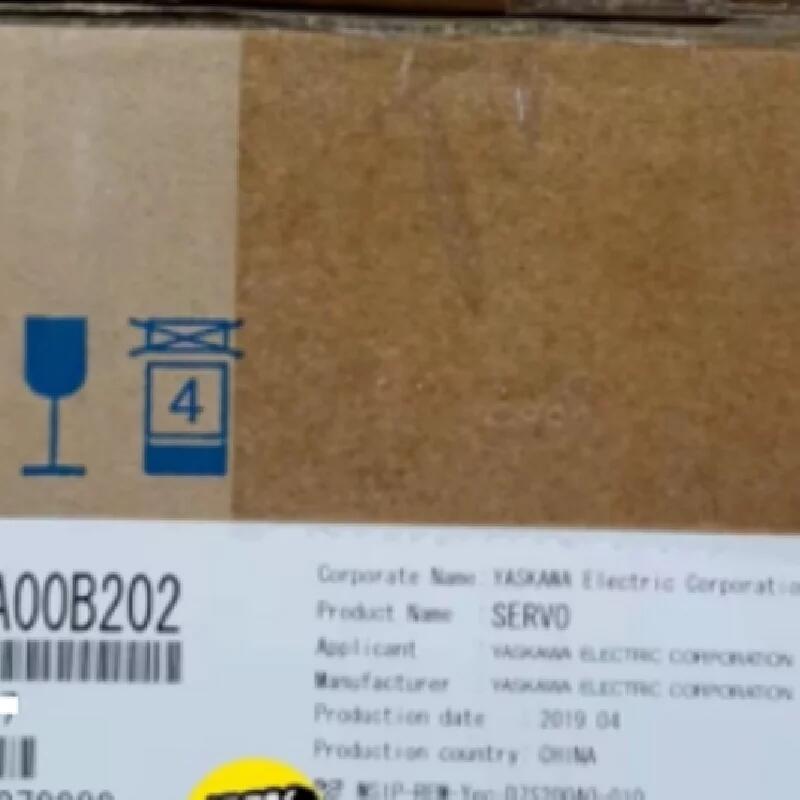 4
A00B202
Corporate Name: YASKAWA Electric Corporatio
Product Name : SERVO
Applicant : YASKAWA ELECTRIC CORPORATION
Manufacturer : YASKAWA ELECTRIC CORPORATION
Production date : 2019 04
Production country: CHINA